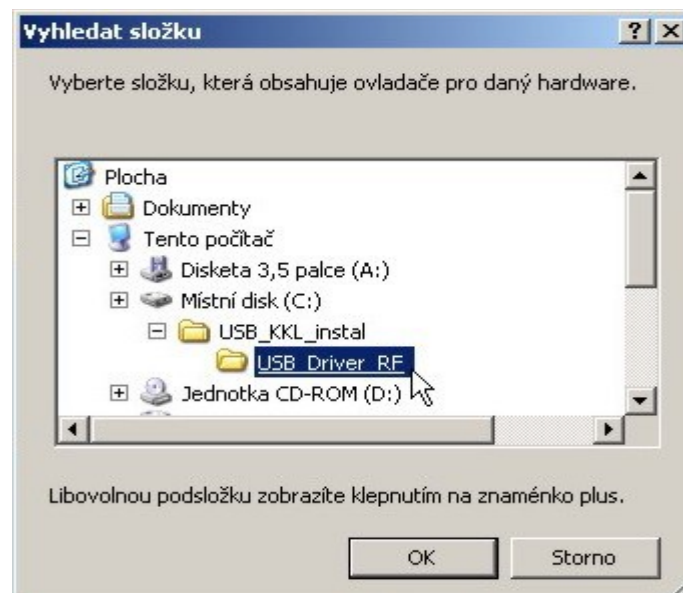 Vyhledat složku
Vyberte složku, která obsahuje ovladače pro daný hardware.
Plocha
Dokumenty
Tento počítač
Disketa 3,5 palce (A:)
Místní disk (C:)
USB_KKL_instal
USB_Driver_RF
Jednotka CD-ROM (D:)
Libovolnou podsložku zobrazíte klepnutím na znaménko plus.
OK
Storno